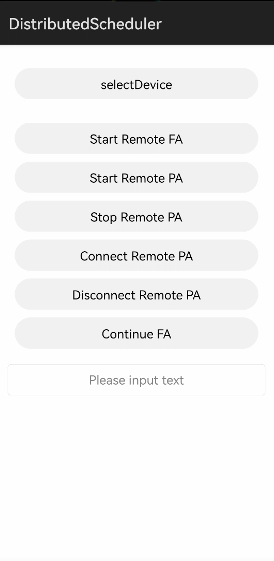 DistributedScheduler
selectDevice
Start Remote FA
Start Remote PA
Stop Remote PA
Connect Remote PA
Disconnect Remote PA
Continue FA
Please input text